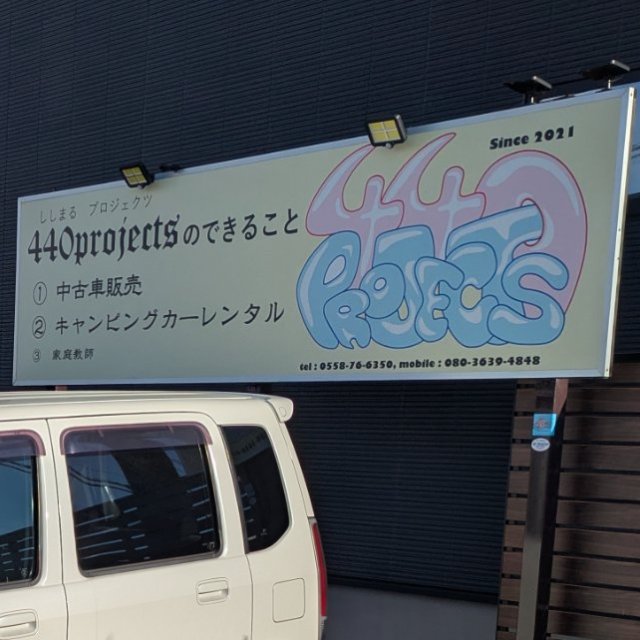 ししまる プロジェクツ
440projectsのできること
① 中古車販売
② キャンピングカーレンタル
③ 家庭教師
Since 2021
440
PROJECTS
tel : 0558-76-6350, mobile : 080-3639-4848